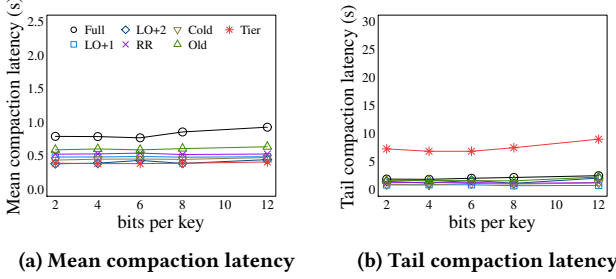 Mean compaction latency (s)
2.5
2.0
1.5
1.0
0.5
0.0
Full LO+2 Cold Tier
LO+1 RR Old
2 4 6 8 10 12
bits per key
(a) Mean compaction latency
Tail compaction latency (s)
30
25
20
15
10
5
0
2 4 6 8 10 12
bits per key
(b) Tail compaction latency